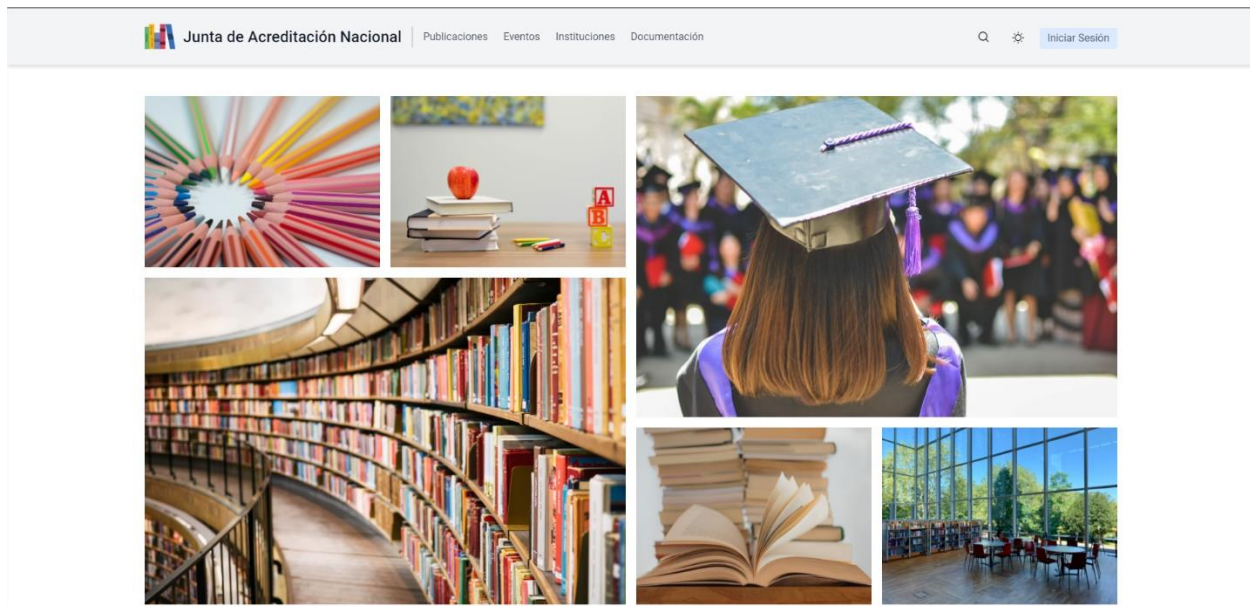 Junta de Acreditación Nacional Publicaciones Eventos Instituciones Documentación Iniciar Sesión
A
B
C